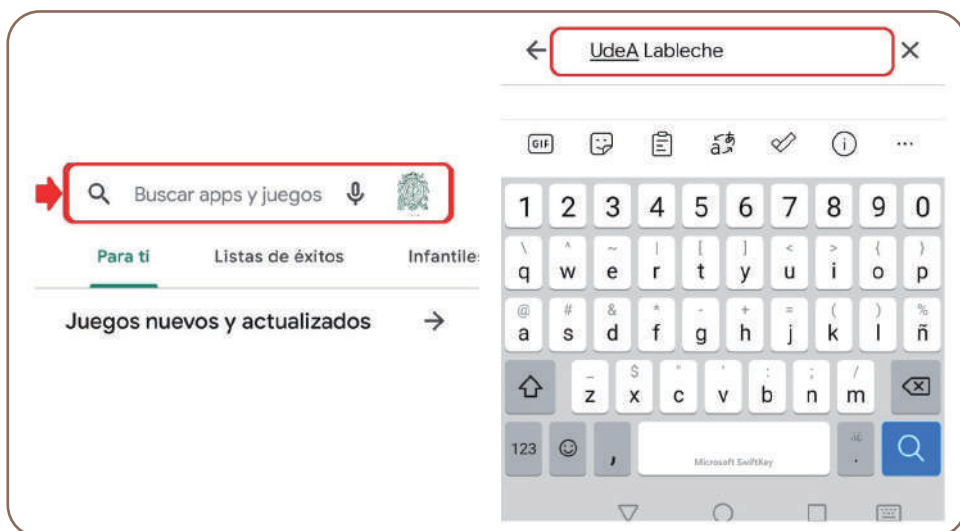 Buscar apps y juegos
Para ti Listas de éxitos Infantiles
Juegos nuevos y actualizados
UdeA Lableche
GIF
1 2 3 4 5 6 7 8 9 0
\ ^ ~ | [ ] < > { }
q w e r t y u i o p
@ # & * - + = ( ) %
a s d f g h j k l ñ
_ $ " ' : ; /
z x c v b n m
123 , .
Microsoft SwiftKey